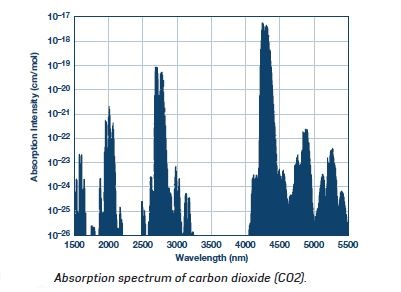 10⁻¹⁷
10⁻¹⁸
10⁻¹⁹
10⁻²⁰
10⁻²¹
10⁻²²
10⁻²³
10⁻²⁴
10⁻²⁵
10⁻²⁶
Absorption Intensity (cm/mol)
1500 2000 2500 3000 3500 4000 4500 5000 5500
Wavelength (nm)
Absorption spectrum of carbon dioxide (CO2).